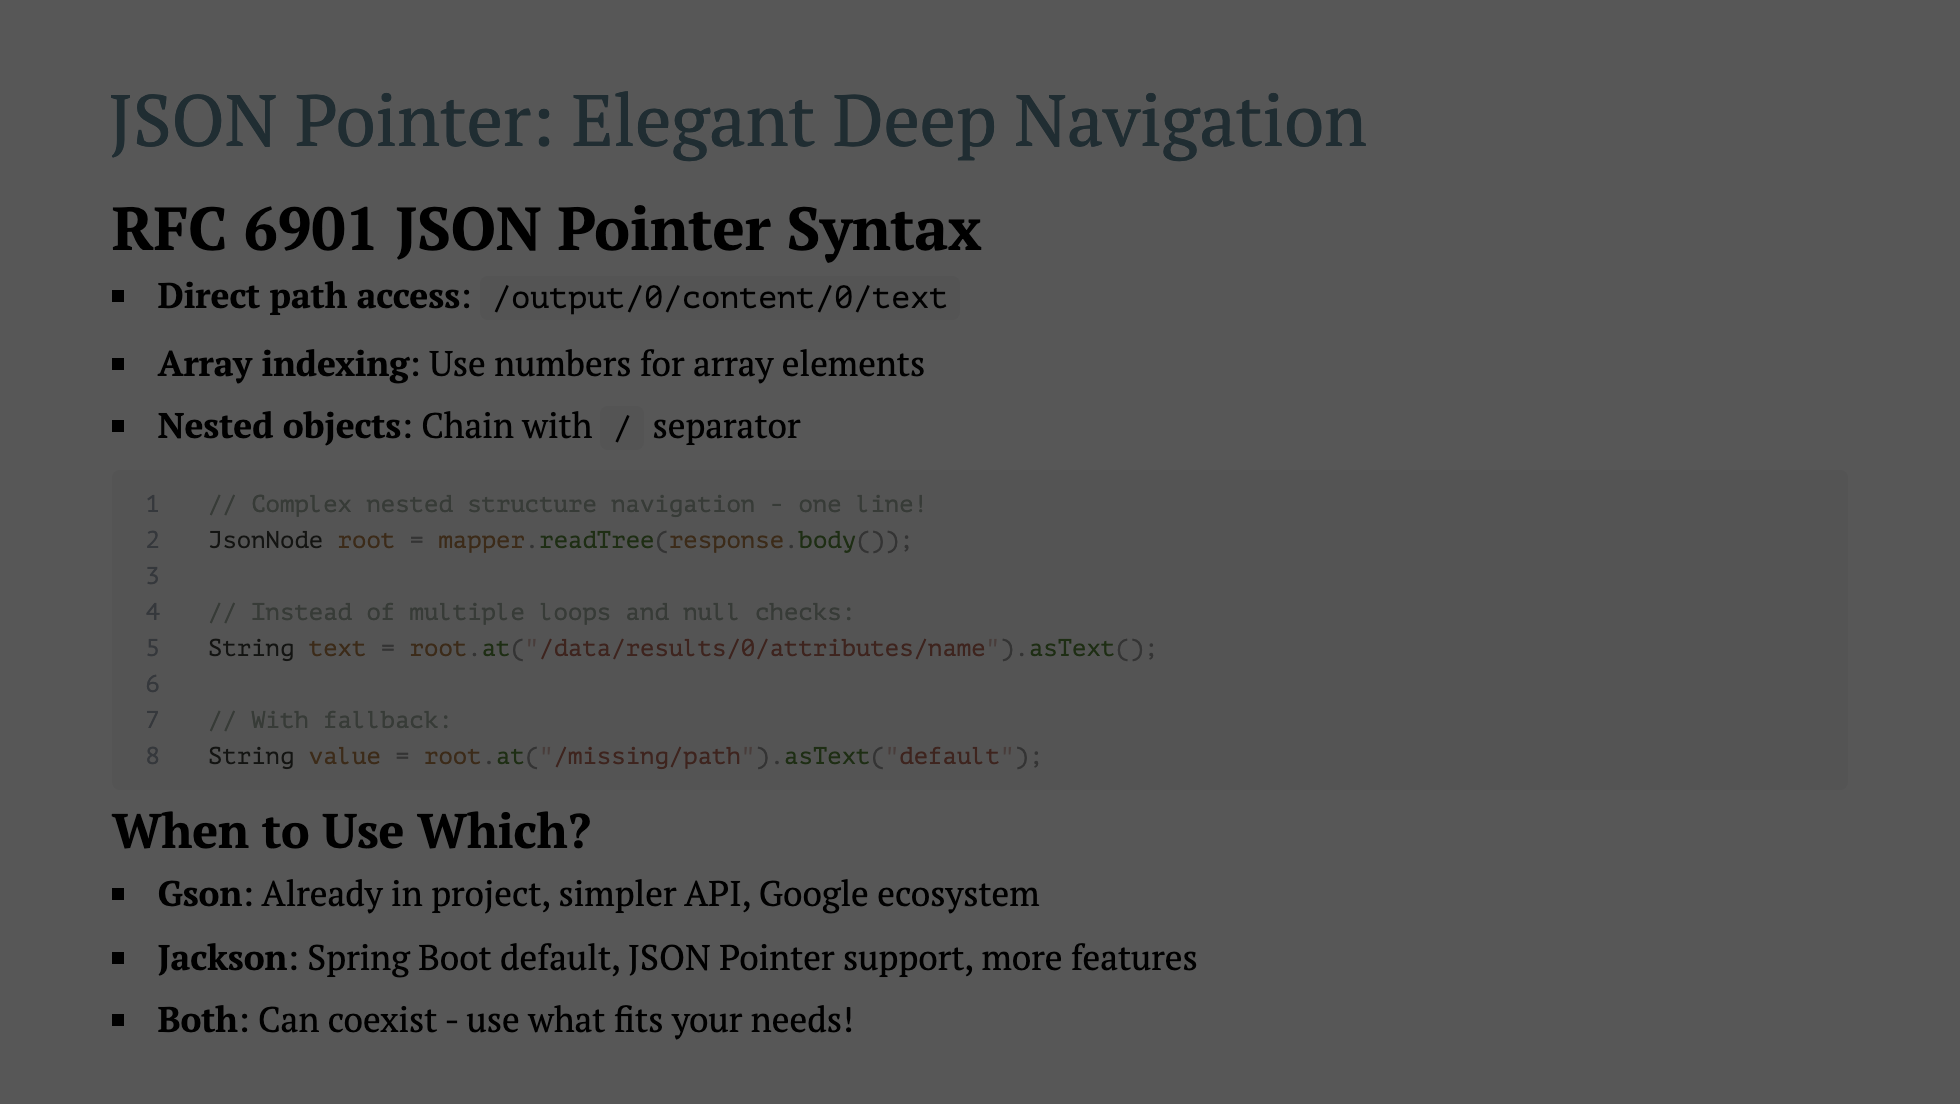 JSON Pointer: Elegant Deep Navigation
RFC 6901 JSON Pointer Syntax
▪ Direct path access: /output/0/content/0/text
▪ Array indexing: Use numbers for array elements
▪ Nested objects: Chain with / separator
1 // Complex nested structure navigation - one line!
2 JsonNode root = mapper.readTree(response.body());
3
4 // Instead of multiple loops and null checks:
5 String text = root.at("/data/results/0/attributes/name").asText();
6
7 // With fallback:
8 String value = root.at("/missing/path").asText("default");
When to Use Which?
▪ Gson: Already in project, simpler API, Google ecosystem
▪ Jackson: Spring Boot default, JSON Pointer support, more features
▪ Both: Can coexist - use what fits your needs!